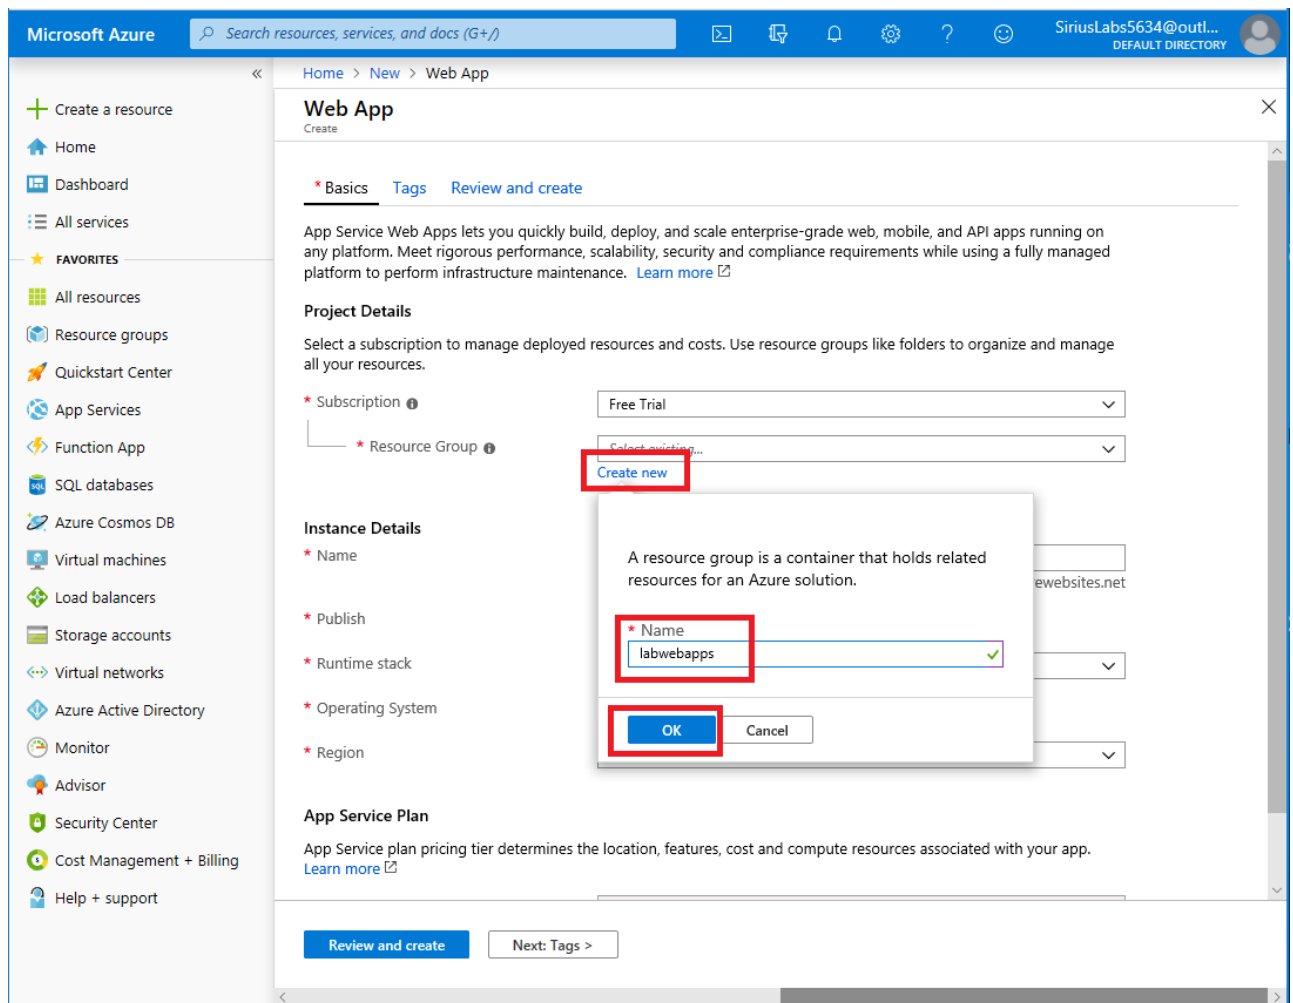 Microsoft Azure
Search resources, services, and docs (G+/)
SiriusLabs5634@outl...
DEFAULT DIRECTORY
Create a resource
Home
Dashboard
All services
FAVORITES
All resources
Resource groups
Quickstart Center
App Services
Function App
SQL databases
Azure Cosmos DB
Virtual machines
Load balancers
Storage accounts
Virtual networks
Azure Active Directory
Monitor
Advisor
Security Center
Cost Management + Billing
Help + support
Home > New > Web App
Web App
Create
* Basics Tags Review and create
App Service Web Apps lets you quickly build, deploy, and scale enterprise-grade web, mobile, and API apps running on
any platform. Meet rigorous performance, scalability, security and compliance requirements while using a fully managed
platform to perform infrastructure maintenance. Learn more
Project Details
Select a subscription to manage deployed resources and costs. Use resource groups like folders to organize and manage
all your resources.
* Subscription
Free Trial
* Resource Group
Select existing...
Create new
Instance Details
* Name
ewebsites.net
* Publish
* Runtime stack
* Operating System
* Region
A resource group is a container that holds related
resources for an Azure solution.
* Name
labwebapps
OK Cancel
App Service Plan
App Service plan pricing tier determines the location, features, cost and compute resources associated with your app.
Learn more
Review and create Next: Tags >